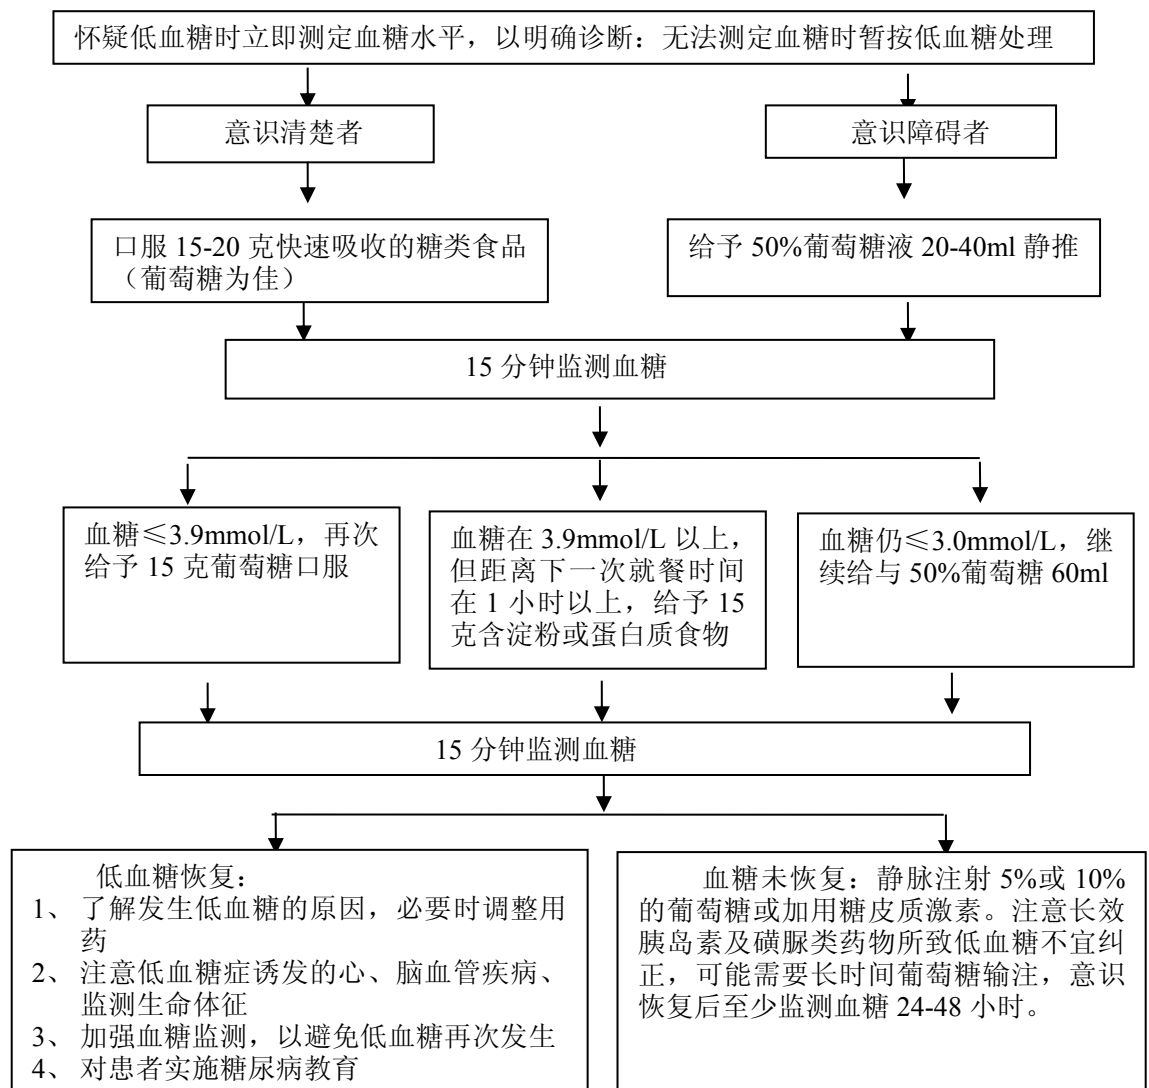 怀疑低血糖时立即测定血糖水平，以明确诊断：无法测定血糖时暂按低血糖处理
意识清楚者
意识障碍者
口服 15-20 克快速吸收的糖类食品
（葡萄糖为佳）
给予 50%葡萄糖液 20-40ml 静推
15 分钟监测血糖
血糖≤3.9mmol/L，再次
给予 15 克葡萄糖口服
血糖在 3.9mmol/L 以上，
但距离下一次就餐时间
在 1 小时以上，给予 15
克含淀粉或蛋白质食物
血糖仍≤3.0mmol/L，继
续给与 50%葡萄糖 60ml
15 分钟监测血糖
低血糖恢复：
1、 了解发生低血糖的原因，必要时调整用
药
2、 注意低血糖症诱发的心、脑血管疾病、
监测生命体征
3、 加强血糖监测，以避免低血糖再次发生
4、 对患者实施糖尿病教育
血糖未恢复：静脉注射 5%或 10%
的葡萄糖或加用糖皮质激素。注意长效
胰岛素及磺脲类药物所致低血糖不宜纠
正，可能需要长时间葡萄糖输注，意识
恢复后至少监测血糖 24-48 小时。